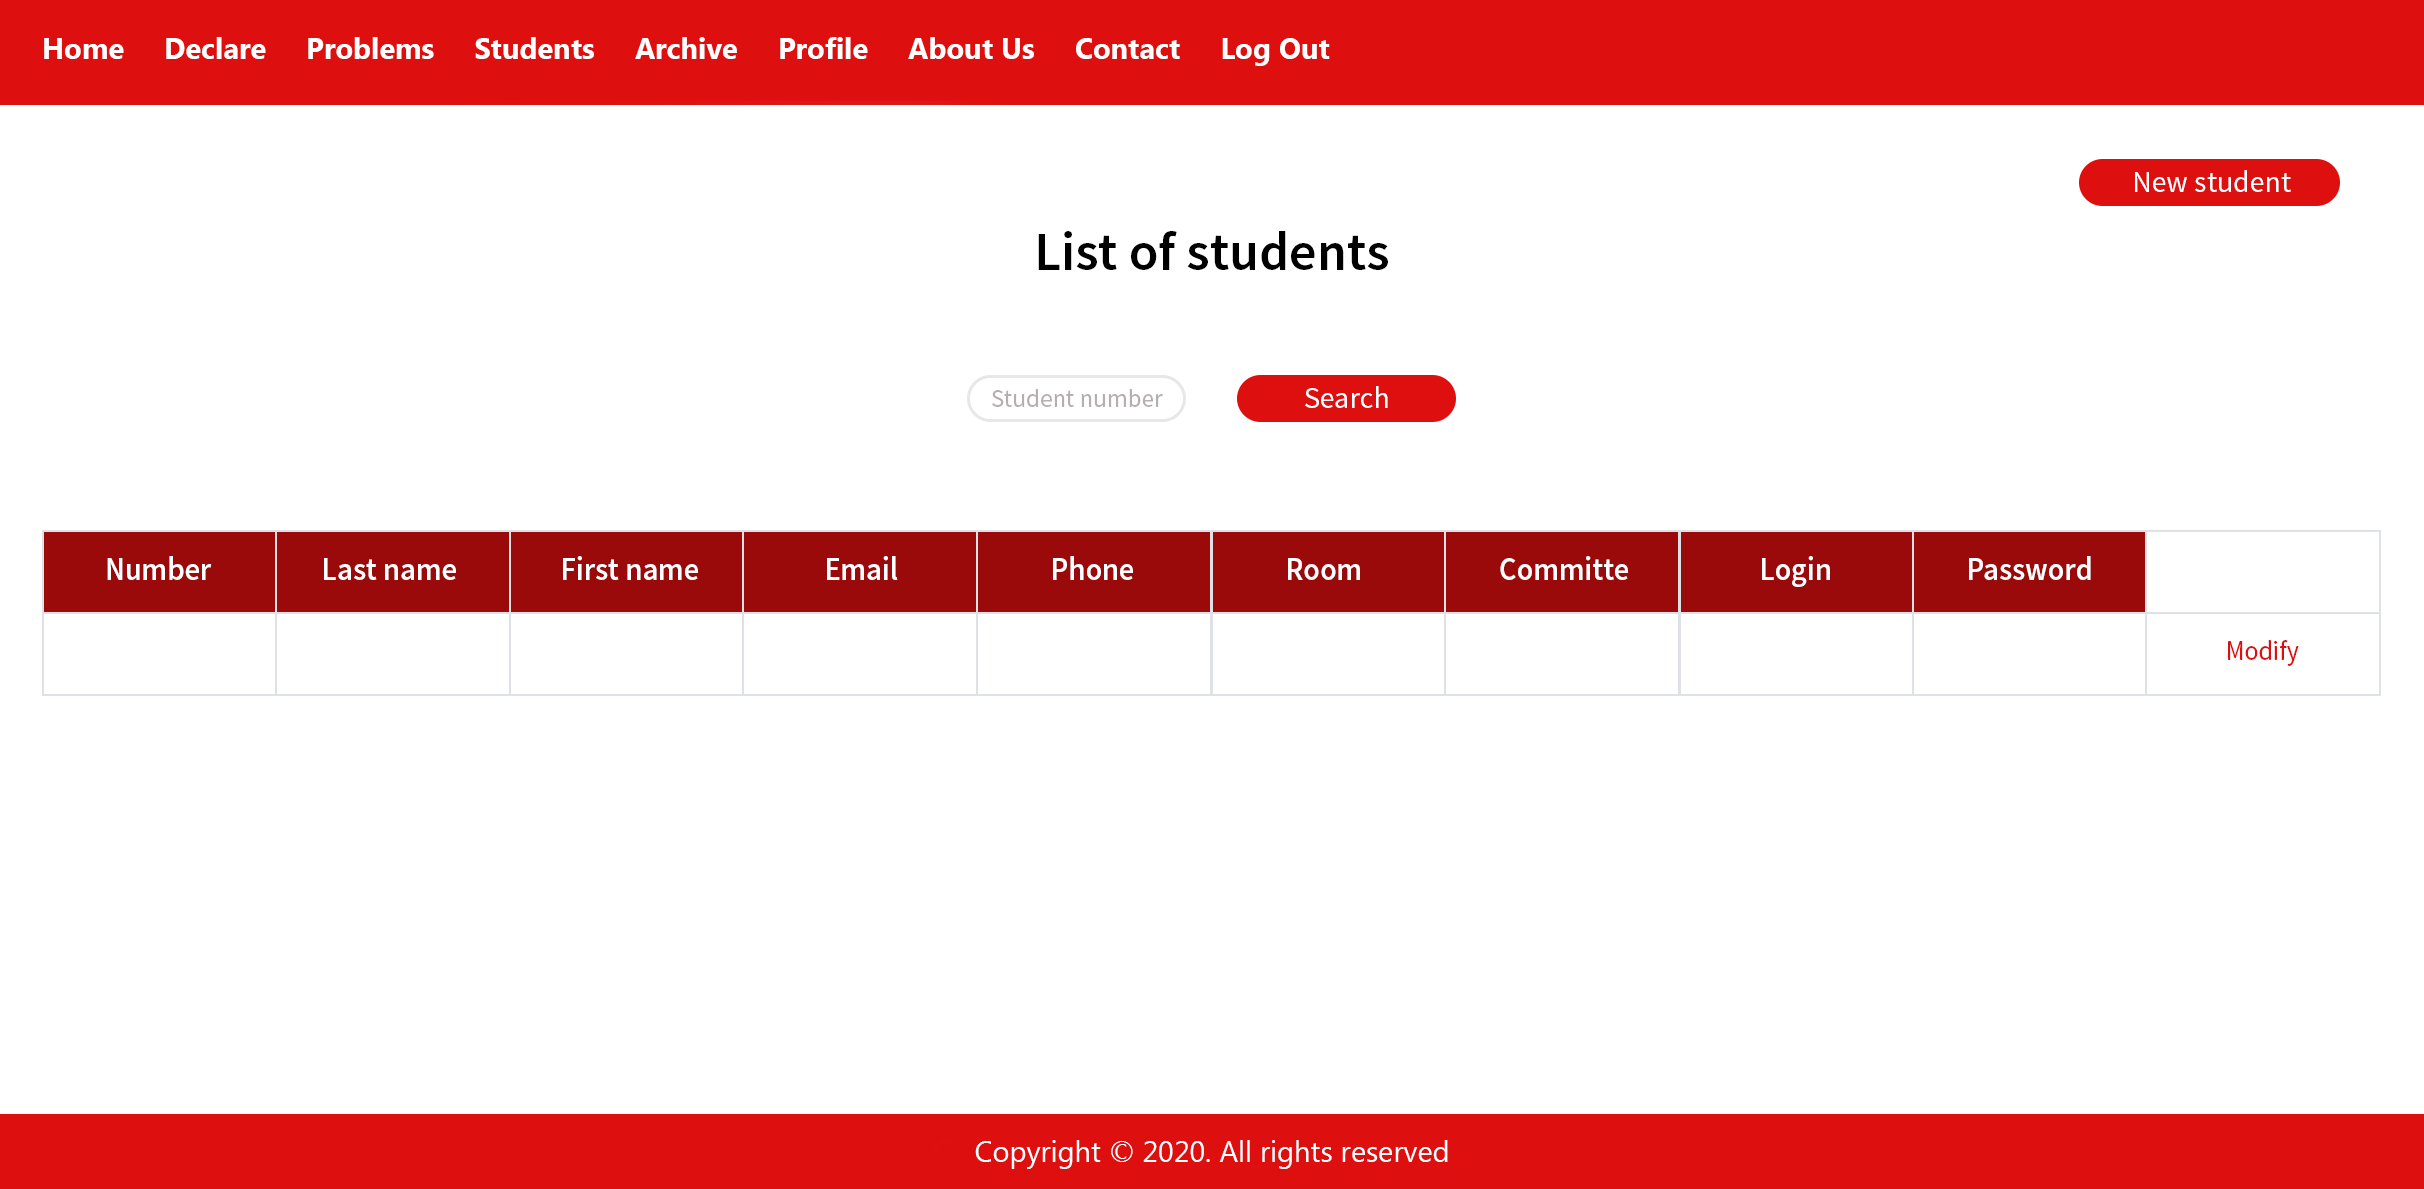 Home Declare Problems Students Archive Profile About Us Contact Log Out
New student
List of students
Student number Search
Number Last name First name Email Phone Room Committe Login Password
Modify
Copyright © 2020. All rights reserved